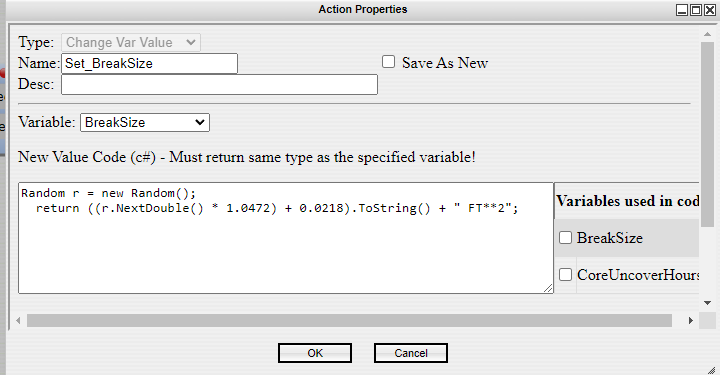 Action Properties
Type: Change Var Value
Name: Set_BreakSize
Save As New
Desc:
Variable: BreakSize
New Value Code (c#) - Must return same type as the specified variable!
Random r = new Random();
return ((r.NextDouble() * 1.0472) + 0.0218).ToString() + " FT**2";
Variables used in cod
BreakSize
CoreUncoverHours
OK
Cancel